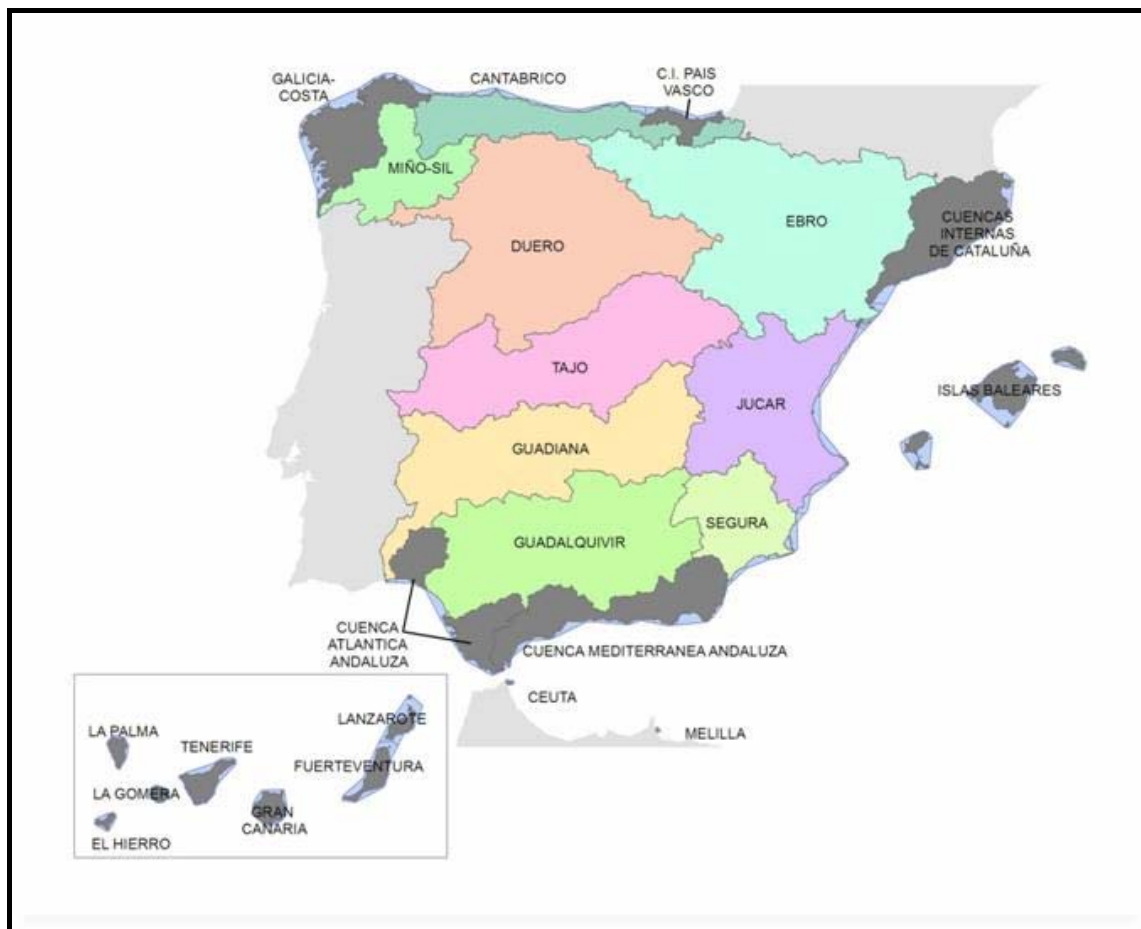 GALICIA-
COSTA
CANTABRICO
C.I. PAIS
VASCO
MIÑO-SIL
DUERO
EBRO
CUENCAS
INTERNAS
DE CATALUÑA
TAJO
JUCAR
ISLAS BALEARES
GUADIANA
SEGURA
GUADALQUIVIR
CUENCA
ATLANTICA
ANDALUZA
CUENCA MEDITERRANEA ANDALUZA
CEUTA
MELILLA
LA PALMA
TENERIFE
LANZAROTE
FUERTEVENTURA
LA GOMERA
GRAN
CANARIA
EL HIERRO